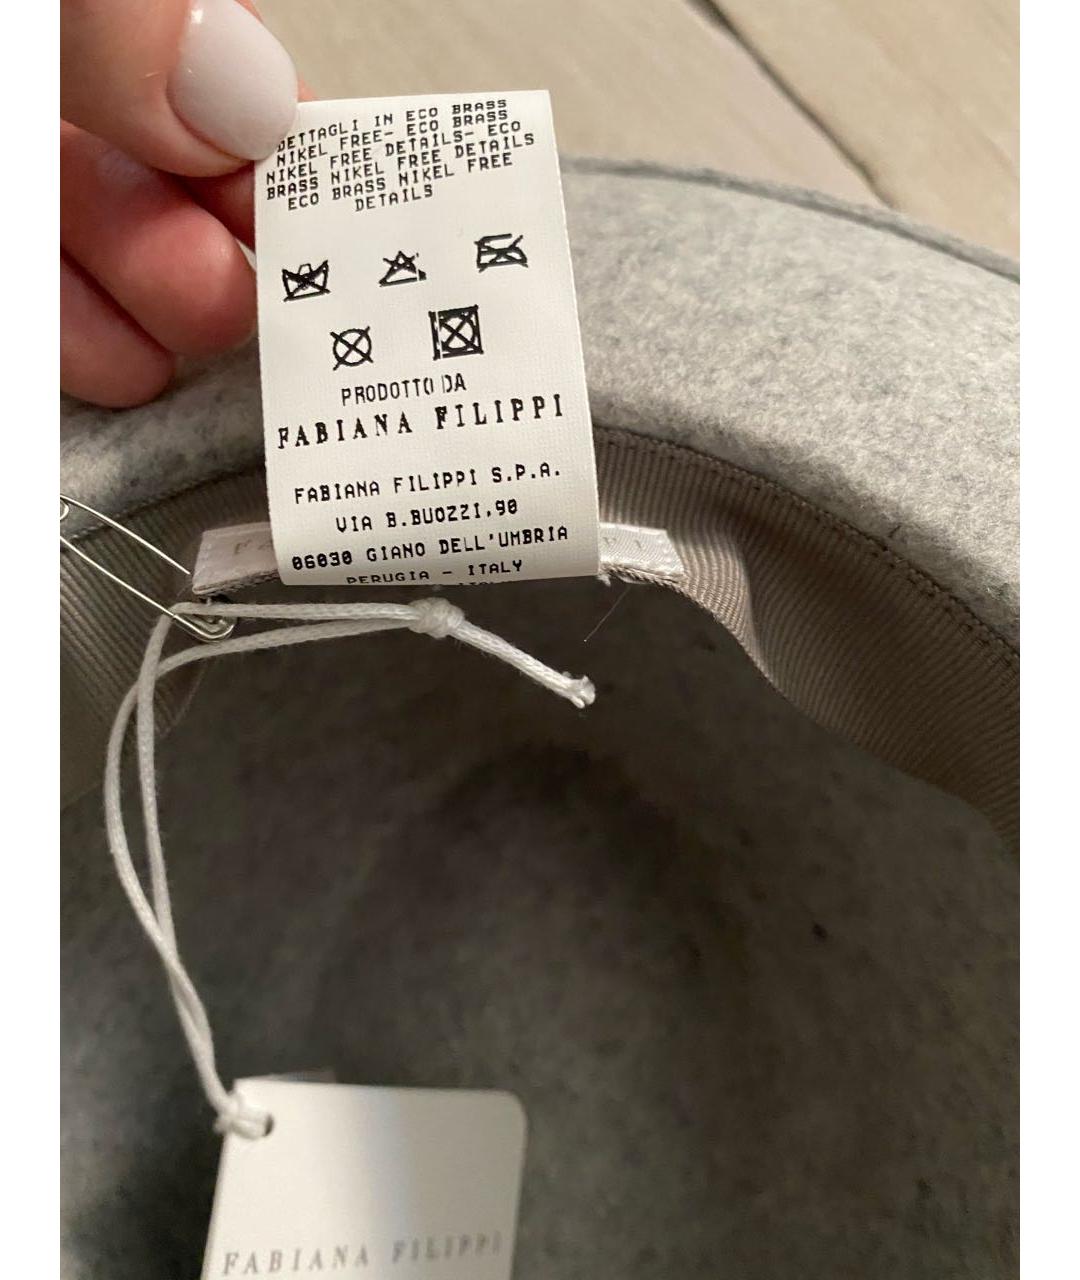 DETTAGLI IN ECO BRASS
NIKEL FREE- ECO BRASS
NIKEL FREE DETAILS- ECO
BRASS NIKEL FREE DETAILS
ECO BRASS NIKEL FREE
DETAILS
PRODOTTO DA
FABIANA FILIPPI
FABIANA FILIPPI S.P.A.
VIA B.BUOZZI,90
06030 GIANO DELL'UMBRIA
PERUGIA - ITALY
FABIANA FILIPPI